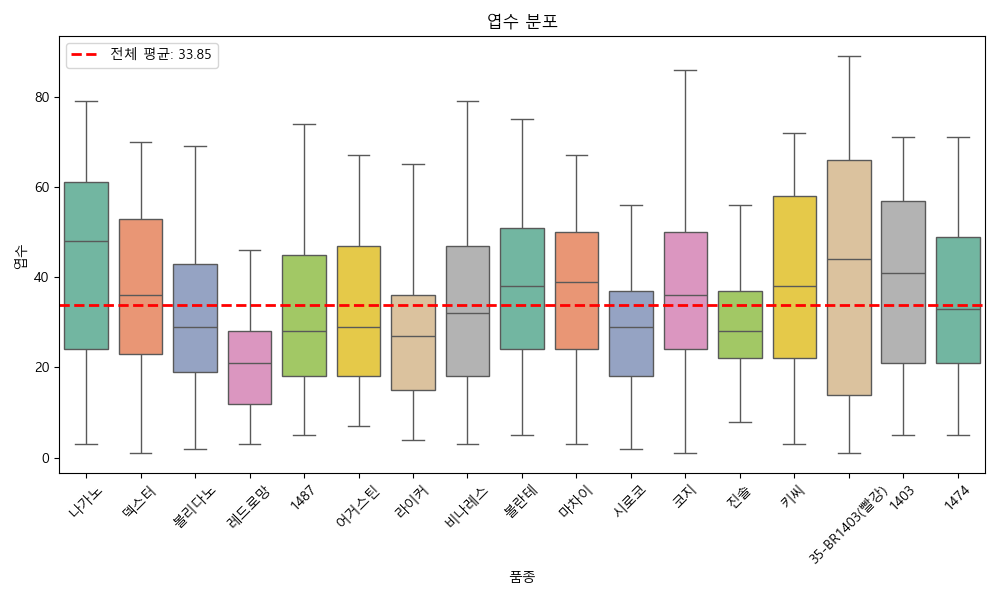 엽수 분포
전체 평균: 33.85
엽수
80
60
40
20
0
나가노
덱스터
볼리다노
레드로망
1487
어거스틴
라이커
비나레스
볼란테
마차이
시로코
코지
진솔
키씨
35-BR1403(빨강)
1403
1474
품종